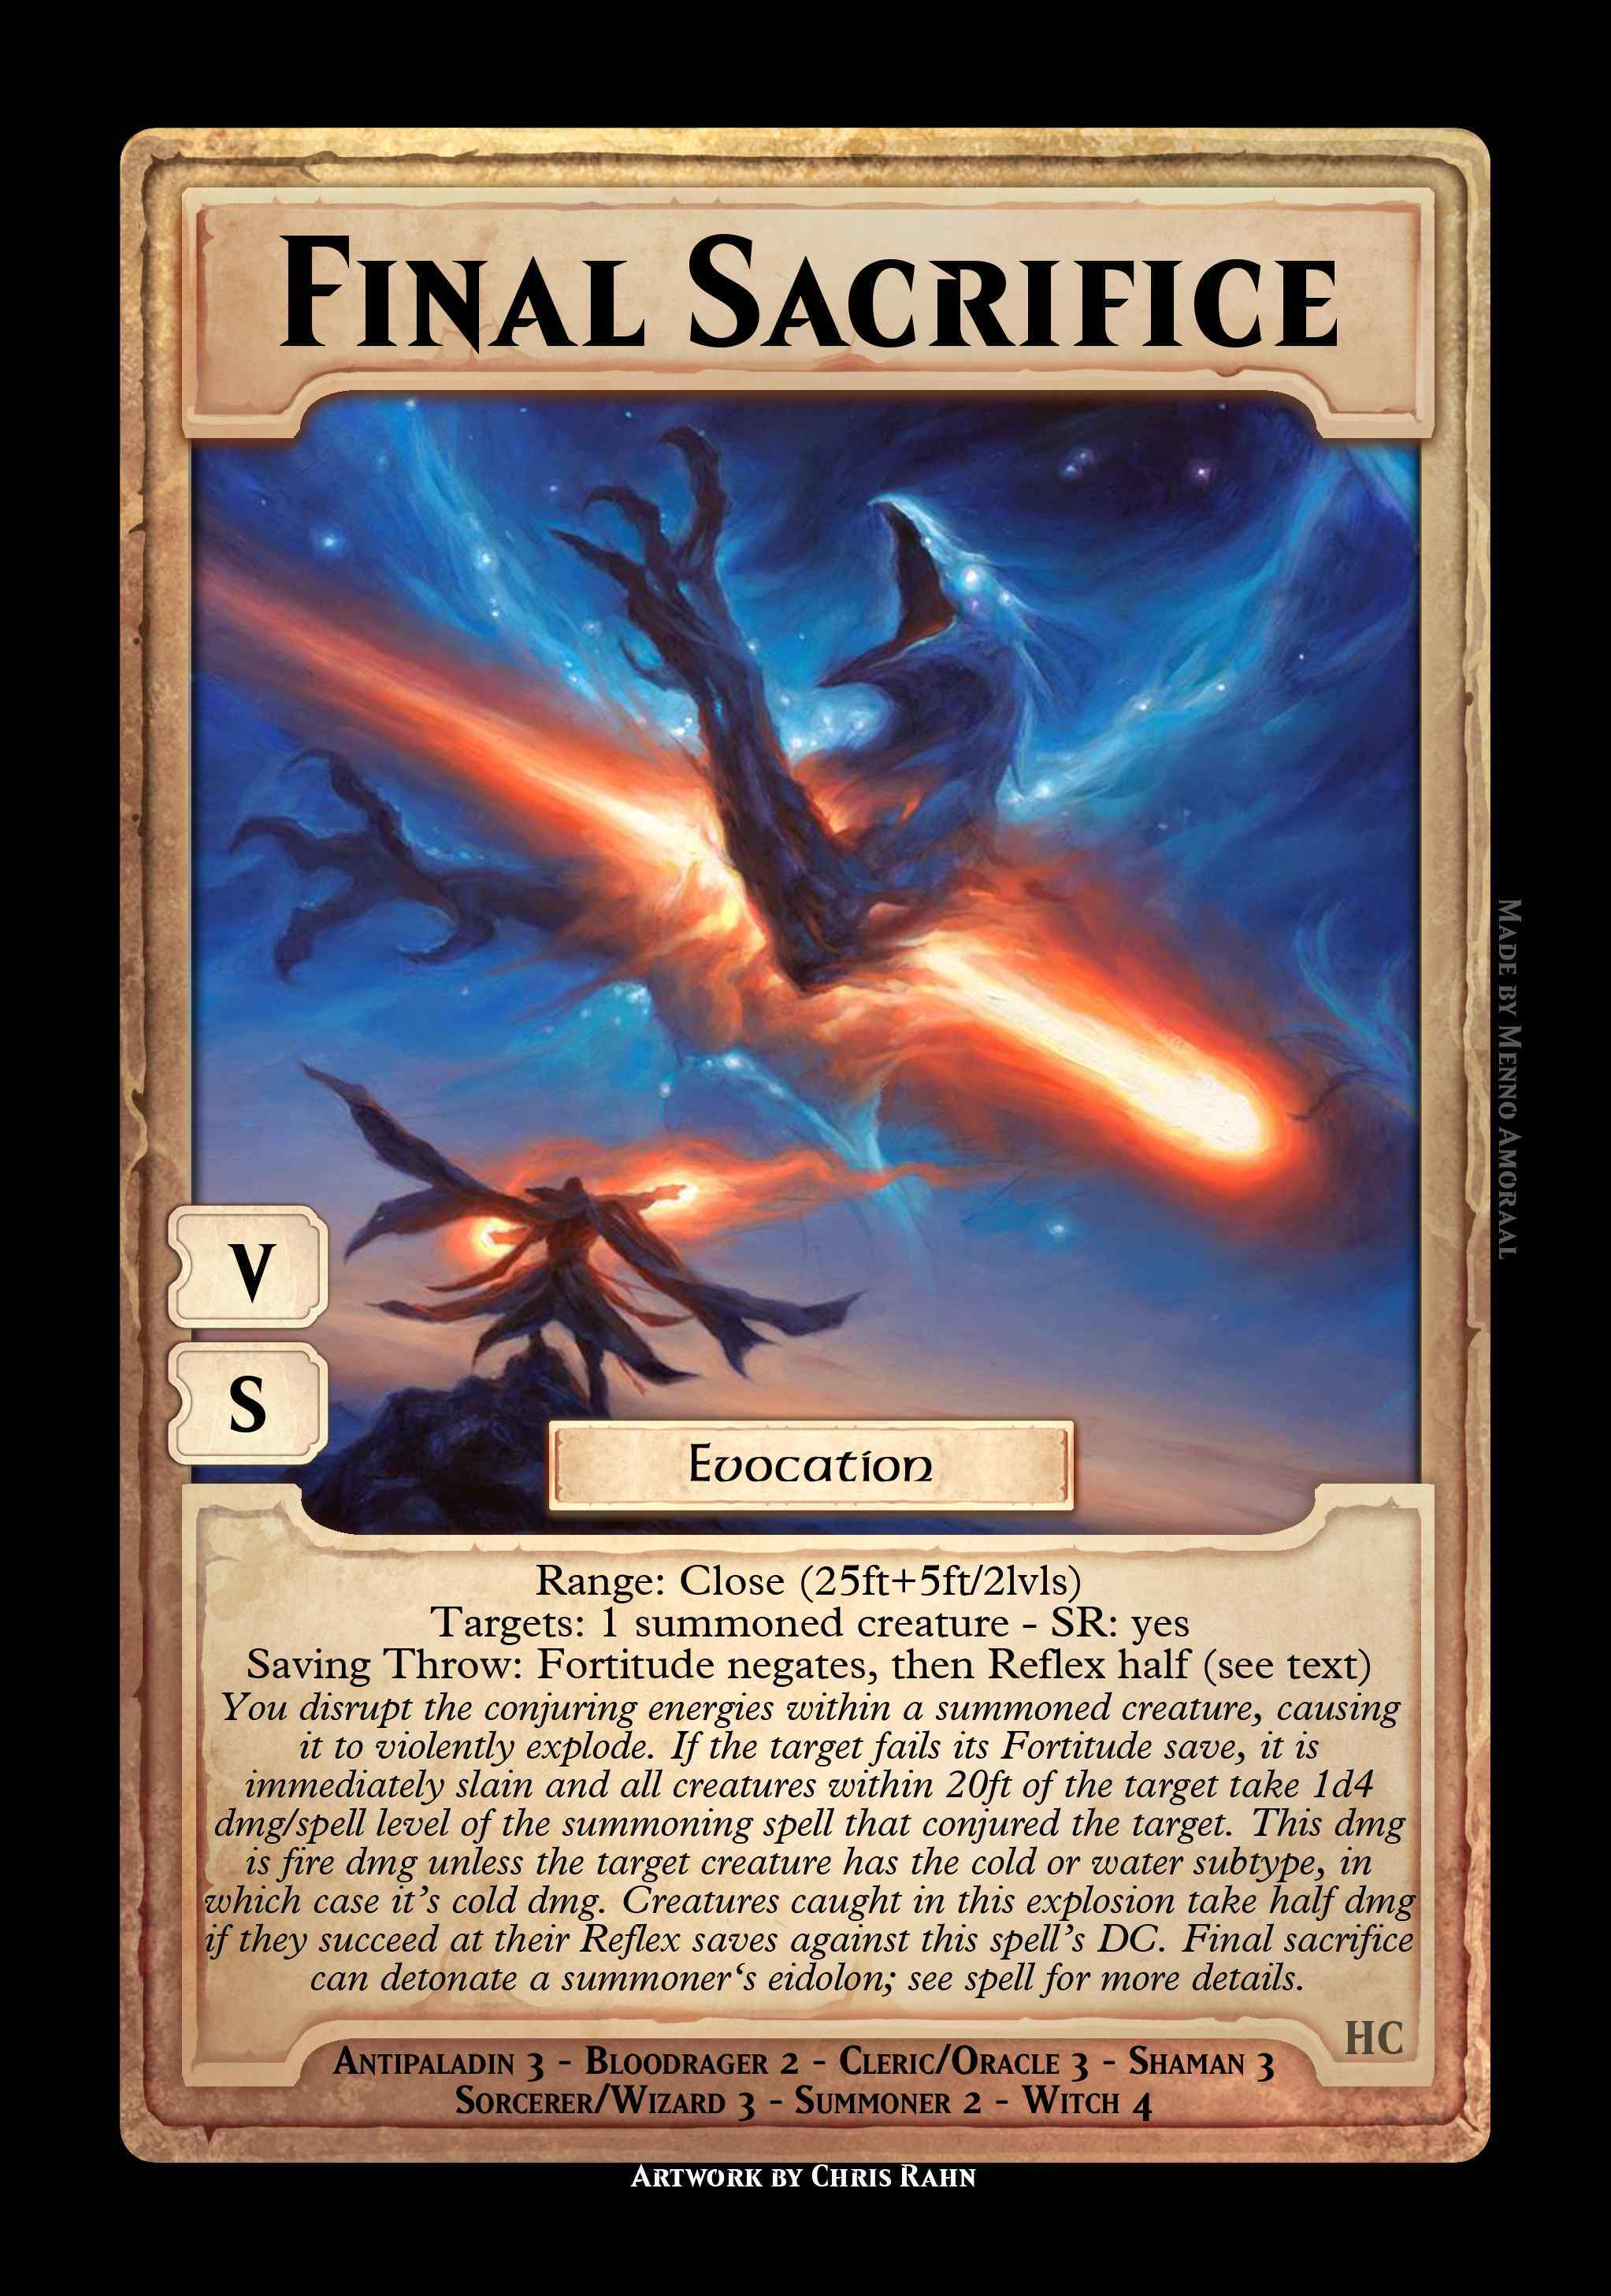 Final Sacrifice
V
S
Evocation
Range: Close (25ft+5ft/2lvls)
Targets: 1 summoned creature - SR: yes
Saving Throw: Fortitude negates, then Reflex half (see text)
You disrupt the conjuring energies within a summoned creature, causing
it to violently explode. If the target fails its Fortitude save, it is
immediately slain and all creatures within 20ft of the target take 1d4
dmg/spell level of the summoning spell that conjured the target. This dmg
is fire dmg unless the target creature has the cold or water subtype, in
which case it's cold dmg. Creatures caught in this explosion take half dmg
if they succeed at their Reflex saves against this spell's DC. Final sacrifice
can detonate a summoner‘s eidolon; see spell for more details.
HC
Antipaladin 3 - Bloodrager 2 - Cleric/Oracle 3 - Shaman 3
Sorcerer/Wizard 3 - Summoner 2 - Witch 4
Artwork by Chris Rahn
Made by Menno Amoraal